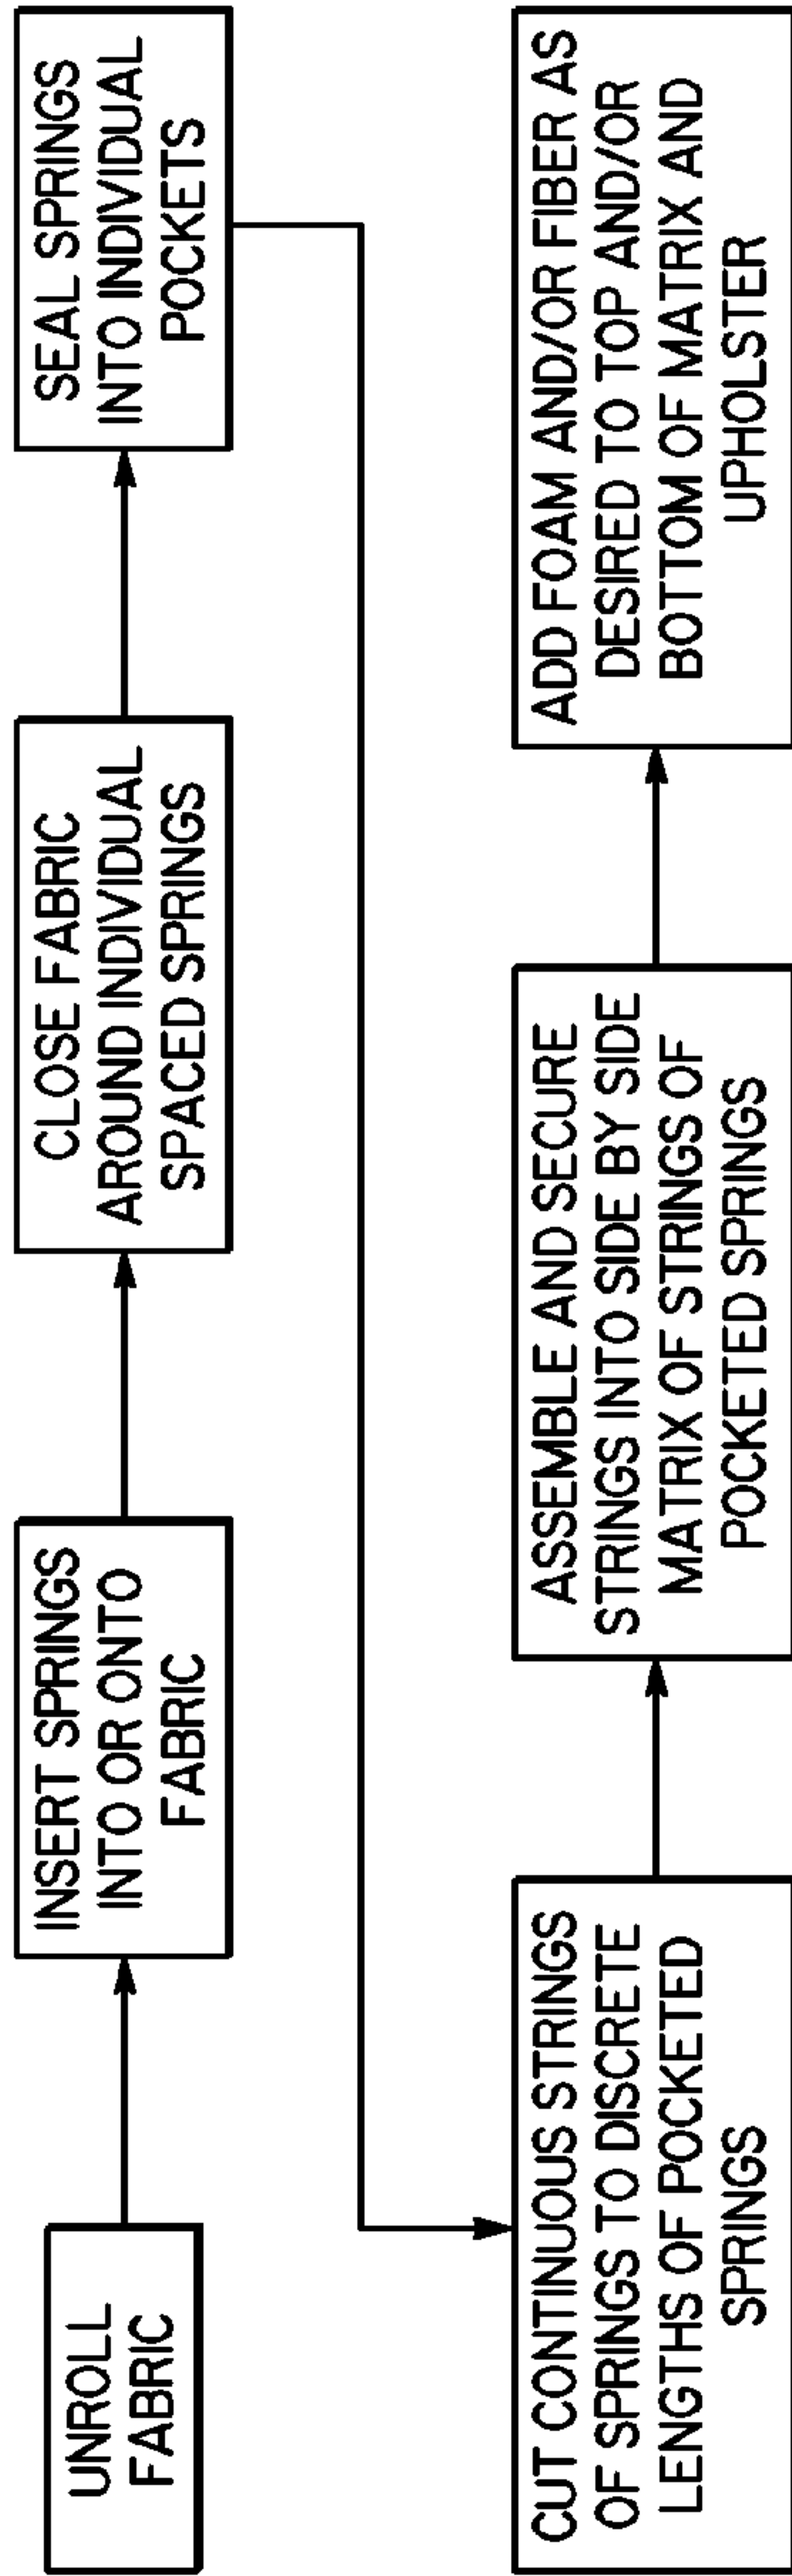 UNROLL
FABRIC
INSERT SPRINGS
INTO OR ONTO
FABRIC
CLOSE FABRIC
AROUND INDIVIDUAL
SPACED SPRINGS
SEAL SPRINGS
INTO INDIVIDUAL
POCKETS
CUT CONTINUOUS STRINGS
OF SPRINGS TO DISCRETE
LENGTHS OF POCKETED
SPRINGS
ASSEMBLE AND SECURE
STRINGS INTO SIDE BY SIDE
MATRIX OF STRINGS OF
POCKETED SPRINGS
ADD FOAM AND/OR FIBER AS
DESIRED TO TOP AND/OR
BOTTOM OF MATRIX AND
UPHOLSTER